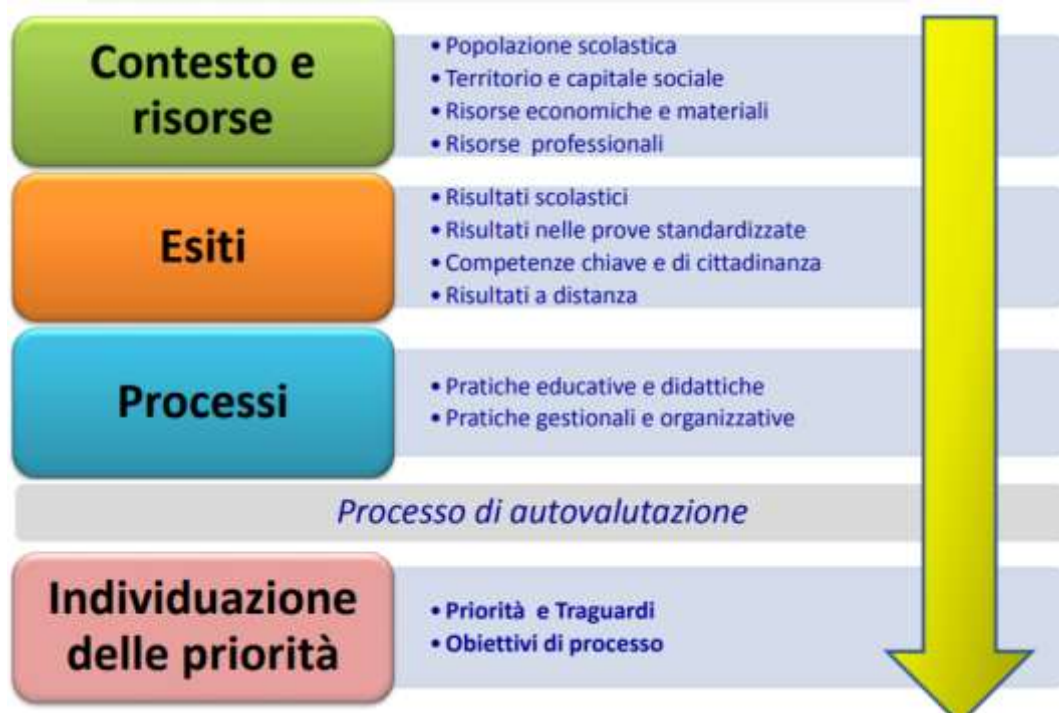 Contesto e
risorse
• Popolazione scolastica
• Territorio e capitale sociale
• Risorse economiche e materiali
• Risorse professionali
Esiti
• Risultati scolastici
• Risultati nelle prove standardizzate
• Competenze chiave e di cittadinanza
• Risultati a distanza
Processi
• Pratiche educative e didattiche
• Pratiche gestionali e organizzative
Processo di autovalutazione
Individuazione
delle priorità
• Priorità e Traguardi
• Obiettivi di processo